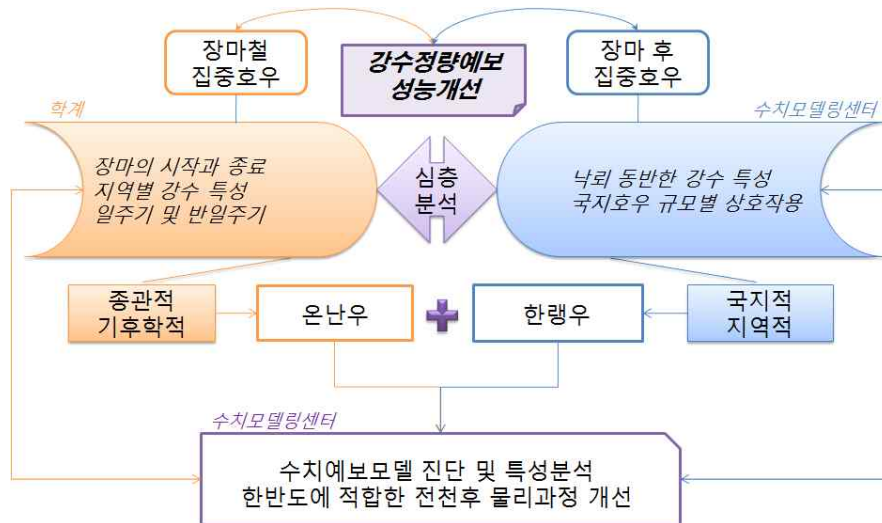 장마철
집중호우
강수정량예보
성능개선
장마 후
집중호우
학계
수치모델링센터
장마의 시작과 종료
지역별 강수 특성
일주기 및 반일주기
심층
분석
낙뢰 동반한 강수 특성
국지호우 규모별 상호작용
종관적
기후학적
온난우
한랭우
국지적
지역적
수치모델링센터
수치예보모델 진단 및 특성분석
한반도에 적합한 전천후 물리과정 개선